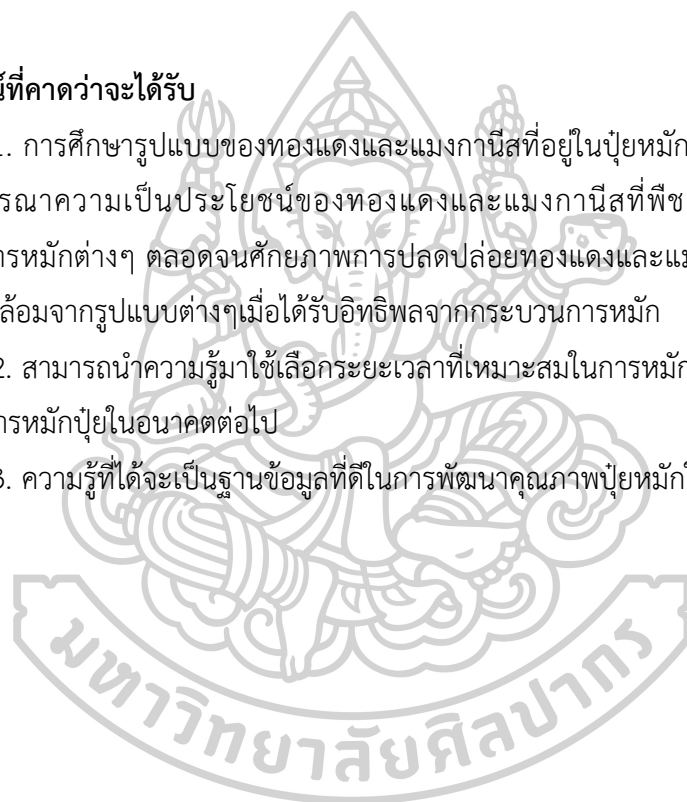 ที่คาดว่าจะได้รับ
1. การศึกษารูปแบบของทองแดงและแมงกานีสที่อยู่ในปุ๋ยหมัก
รณาความเป็นประโยชน์ของทองแดงและแมงกานีสที่พืช
ารหมักต่างๆ ตลอดจนศักยภาพการปลดปล่อยทองแดงและแม
ล้อมจากรูปแบบต่างๆเมื่อได้รับอิทธิพลจากกระบวนการหมัก
2. สามารถนำความรู้มาใช้เลือกระยะเวลาที่เหมาะสมในการหมัก
ารหมักปุ๋ยในอนาคตต่อไป
3. ความรู้ที่ได้จะเป็นฐานข้อมูลที่ดีในการพัฒนาคุณภาพปุ๋ยหมัก
มหาวิทยาลัยศิลปากร